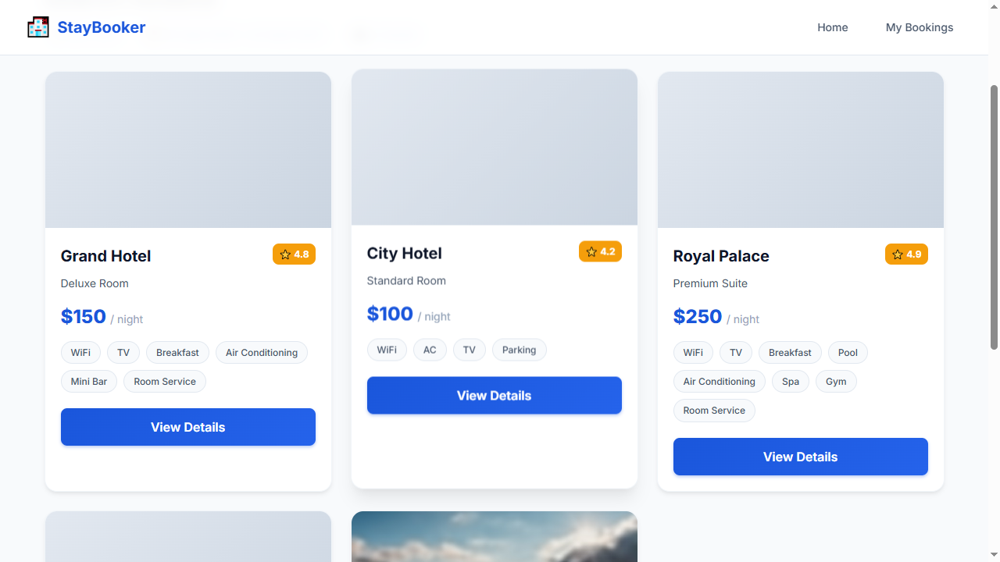 StayBooker
Home
My Bookings
Grand Hotel
4.8
Deluxe Room
$150 / night
WiFi
TV
Breakfast
Air Conditioning
Mini Bar
Room Service
View Details
City Hotel
4.2
Standard Room
$100 / night
WiFi
AC
TV
Parking
View Details
Royal Palace
4.9
Premium Suite
$250 / night
WiFi
TV
Breakfast
Pool
Air Conditioning
Spa
Gym
Room Service
View Details